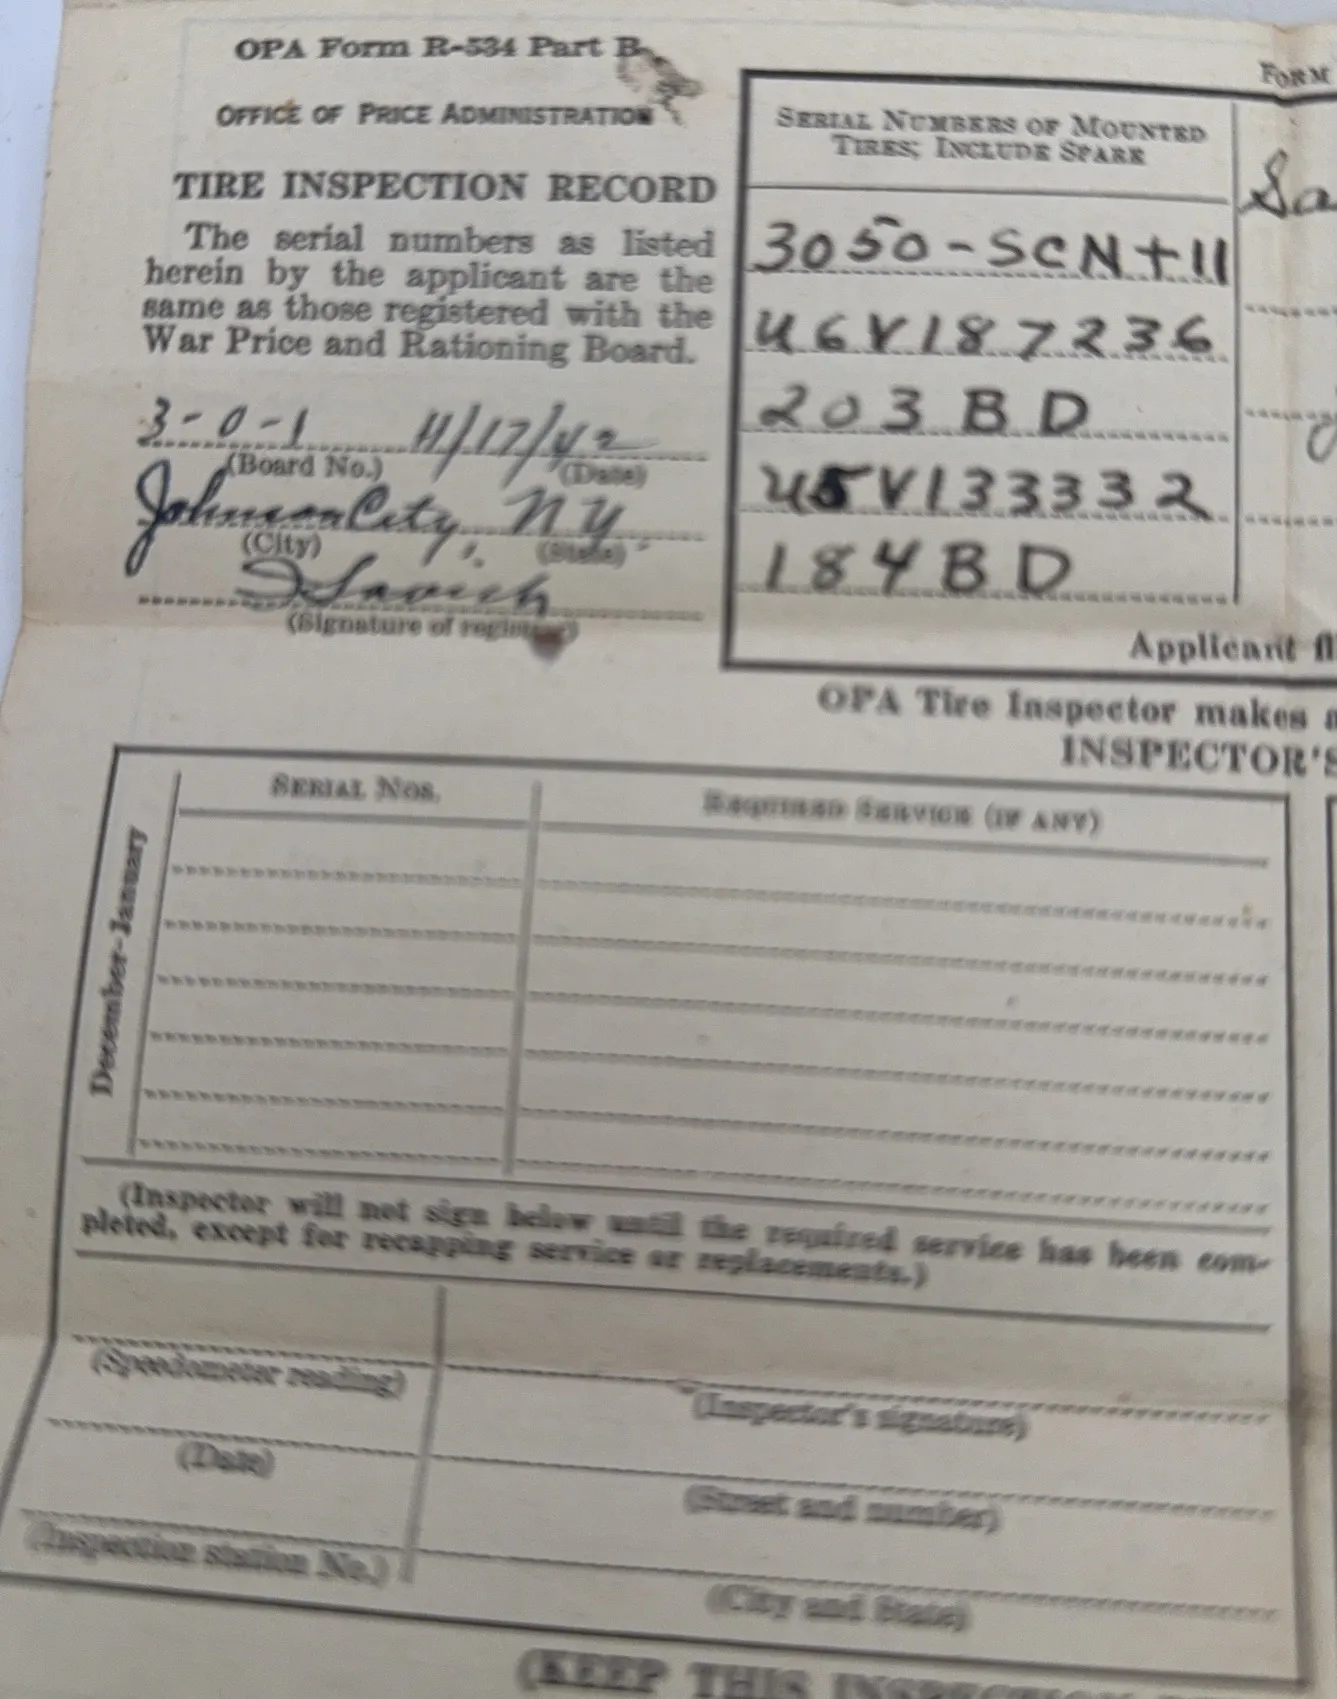 OPA Form R-534 Part B
OFFICE OF PRICE ADMINISTRATION
TIRE INSPECTION RECORD
The serial numbers as listed
herein by the applicant are the
same as those registered with the
War Price and Rationing Board.
3-0-1 11/17/42
(Board No.) (Date)
Johnson City, NY
(City) (State)
(Signature of registrar)
FORM
SERIAL NUMBERS OF MOUNTED
TIRES; INCLUDE SPARE
3050-SCN+11
U6V187236
203 BD
U5V133332
184BD
Applicant
OPA Tire Inspector makes
INSPECTOR'S
December-January
SERIAL NOS.
REQUIRED SERVICE (IF ANY)
(Inspector will not sign below until the required service has been com-
pleted, except for recapping service or replacements.)
(Speedometer reading)
(Inspector's signature)
(Date)
(Street and number)
(Inspection station No.)
(City and State)
(KEEP THIS